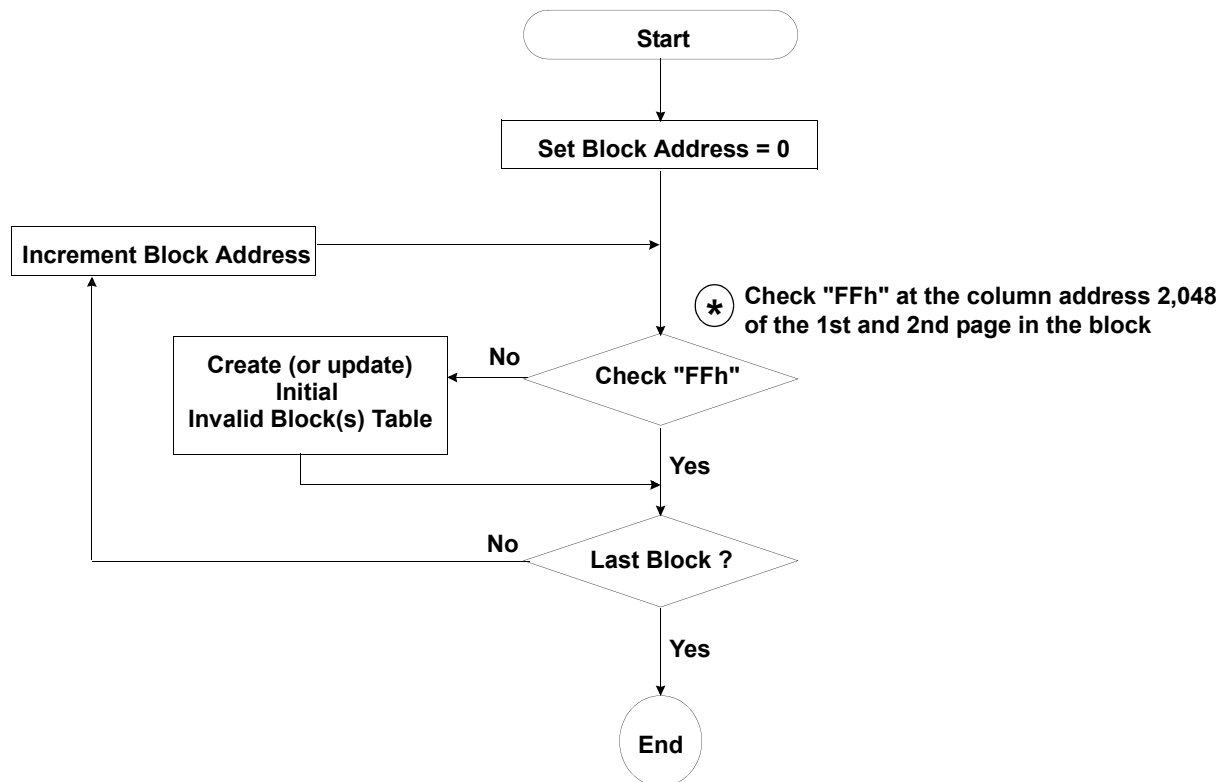 Start
Set Block Address = 0
Increment Block Address
* Check "FFh" at the column address 2,048
of the 1st and 2nd page in the block
No
Create (or update)
Initial
Invalid Block(s) Table
Check "FFh"
Yes
No
Last Block ?
Yes
End